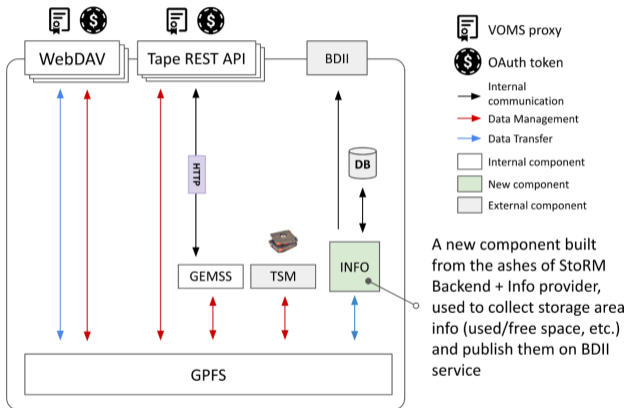 WebDAV
Tape REST API
BDII
HTTP
DB
GEMSS
TSM
INFO
GPFS
VOMS proxy
OAuth token
Internal
communication
Data Management
Data Transfer
Internal component
New component
External component
A new component built
from the ashes of StoRM
Backend + Info provider,
used to collect storage area
info (used/free space, etc.)
and publish them on BDII
service